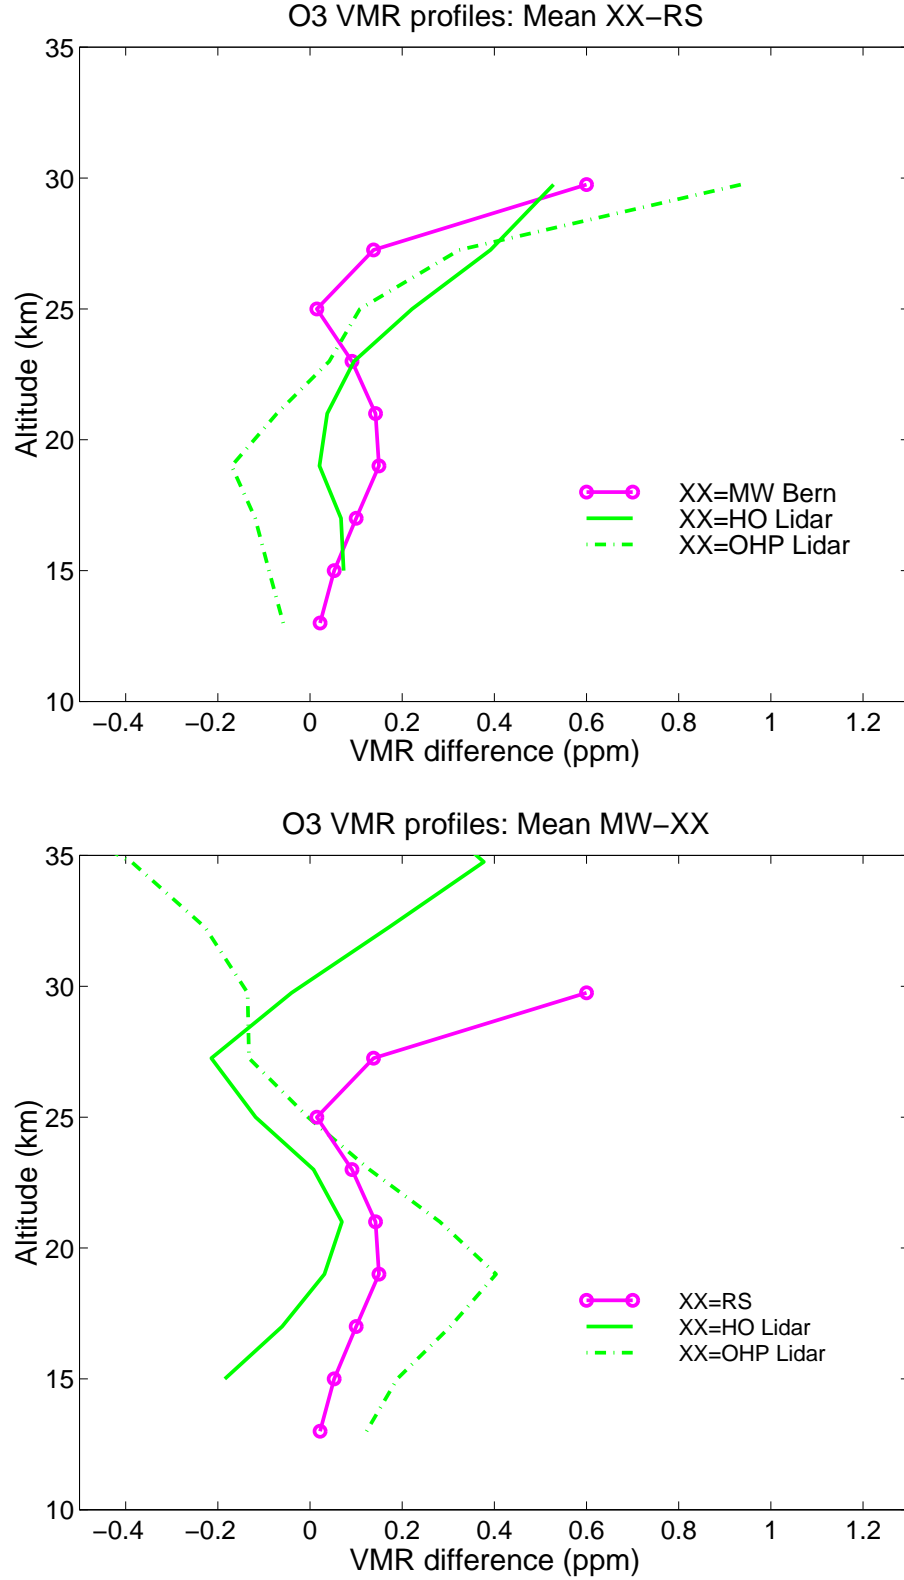 O3 VMR profiles: Mean XX−RS
35
30
25
20
15
10
Altitude (km)
XX=MW Bern
XX=HO Lidar
XX=OHP Lidar
−0.4 −0.2 0 0.2 0.4 0.6 0.8 1 1.2
VMR difference (ppm)
O3 VMR profiles: Mean MW−XX
35
30
25
20
15
10
Altitude (km)
XX=RS
XX=HO Lidar
XX=OHP Lidar
−0.4 −0.2 0 0.2 0.4 0.6 0.8 1 1.2
VMR difference (ppm)